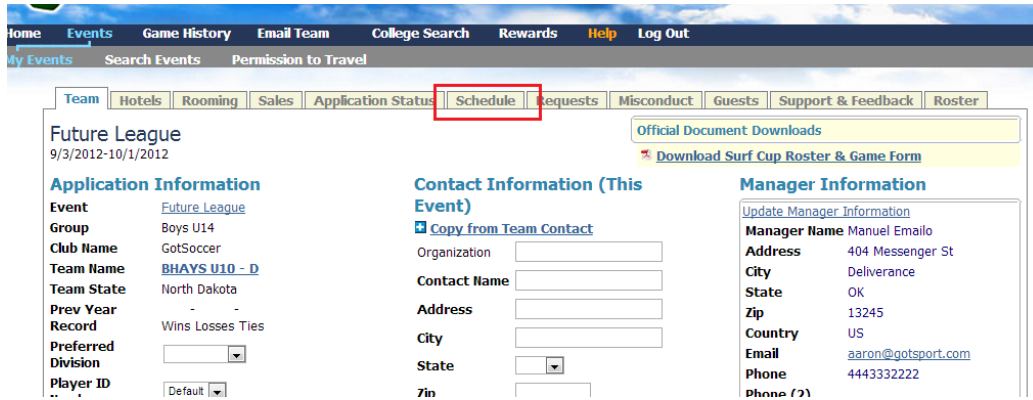 Home Events Game History Email Team College Search Rewards Help Log Out
My Events Search Events Permission to Travel
Team Hotels Rooming Sales Application Status Schedule Requests Misconduct Guests Support & Feedback Roster
Future League
9/3/2012-10/1/2012
Official Document Downloads
Download Surf Cup Roster & Game Form
Application Information
Event Future League
Group Boys U14
Club Name GotSoccer
Team Name BHAYS U10 - D
Team State North Dakota
Prev Year - -
Record Wins Losses Ties
Preferred
Division
Player ID
Default
Contact Information (This
Event)
Copy from Team Contact
Organization
Contact Name
Address
City
State
Zip
Manager Information
Update Manager Information
Manager Name Manuel Emailo
Address 404 Messenger St
City Deliverance
State OK
Zip 13245
Country US
Email aaron@gotsport.com
Phone 4443332222
Phone (2)